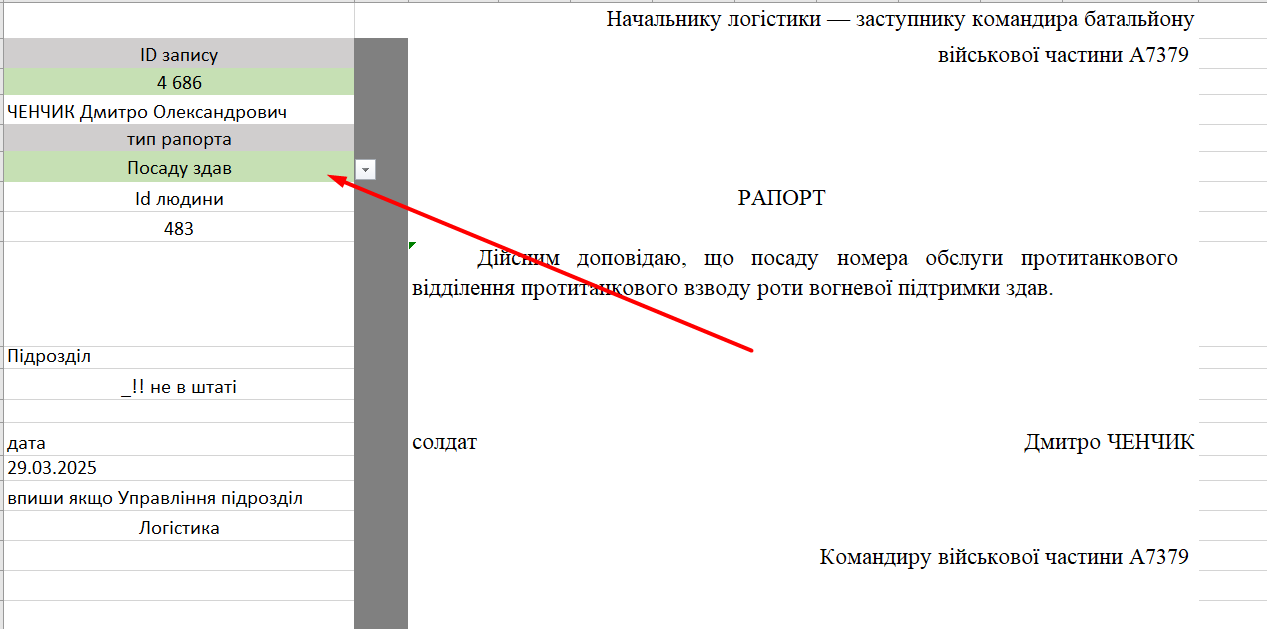 Начальнику логістики — заступнику командира батальйону
військової частини А7379
ID запису
4 686
ЧЕНЧИК Дмитро Олександрович
тип рапорта
Посаду здав
Id людини
483
РАПОРТ
Дійсним доповідаю, що посаду номера обслуги протитанкового
відділення протитанкового взводу роти вогневої підтримки здав.
Підрозділ
_!! не в штаті
дата
29.03.2025
впиши якщо Управління підрозділ
Логістика
солдат Дмитро ЧЕНЧИК
Командиру військової частини А7379